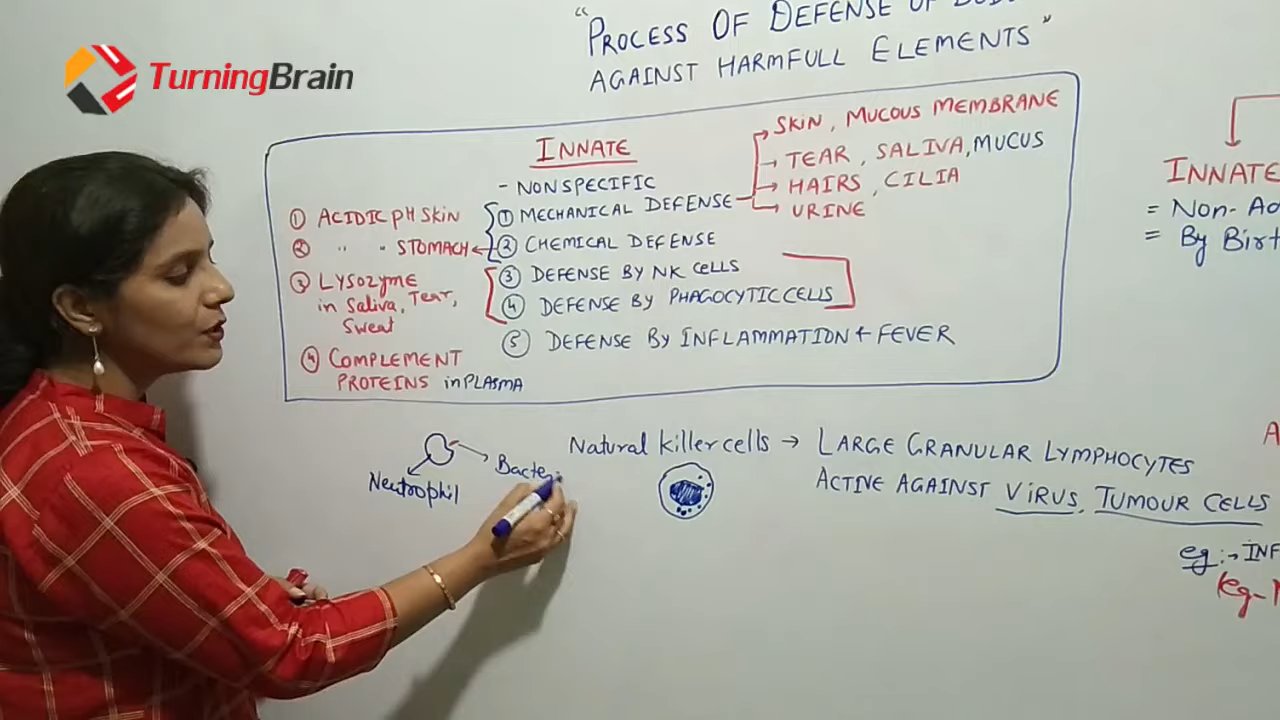 TurningBrain
"PROCESS OF DEFENSE OF
AGAINST HARMFULL ELEMENTS"
INNATE
- NONSPECIFIC
① MECHANICAL DEFENSE
② CHEMICAL DEFENSE
③ DEFENSE BY NK CELLS
④ DEFENSE BY PHAGOCYTIC CELLS
⑤ DEFENSE BY INFLAMMATION + FEVER
→ SKIN, MUCOUS MEMBRANE
→ TEAR, SALIVA, MUCUS
→ HAIRS, CILIA
→ URINE
① ACIDIC pH SKIN
② " " STOMACH
③ LYSOZYME
in Saliva, Tear,
Sweat
④ COMPLEMENT
PROTEINS in PLASMA
INNATE
= Non-Ad
= By Birt
Neutrophil
Bacte
Natural killer cells → LARGE GRANULAR LYMPHOCYTES
ACTIVE AGAINST VIRUS, TUMOUR CELLS
eg:→ INF